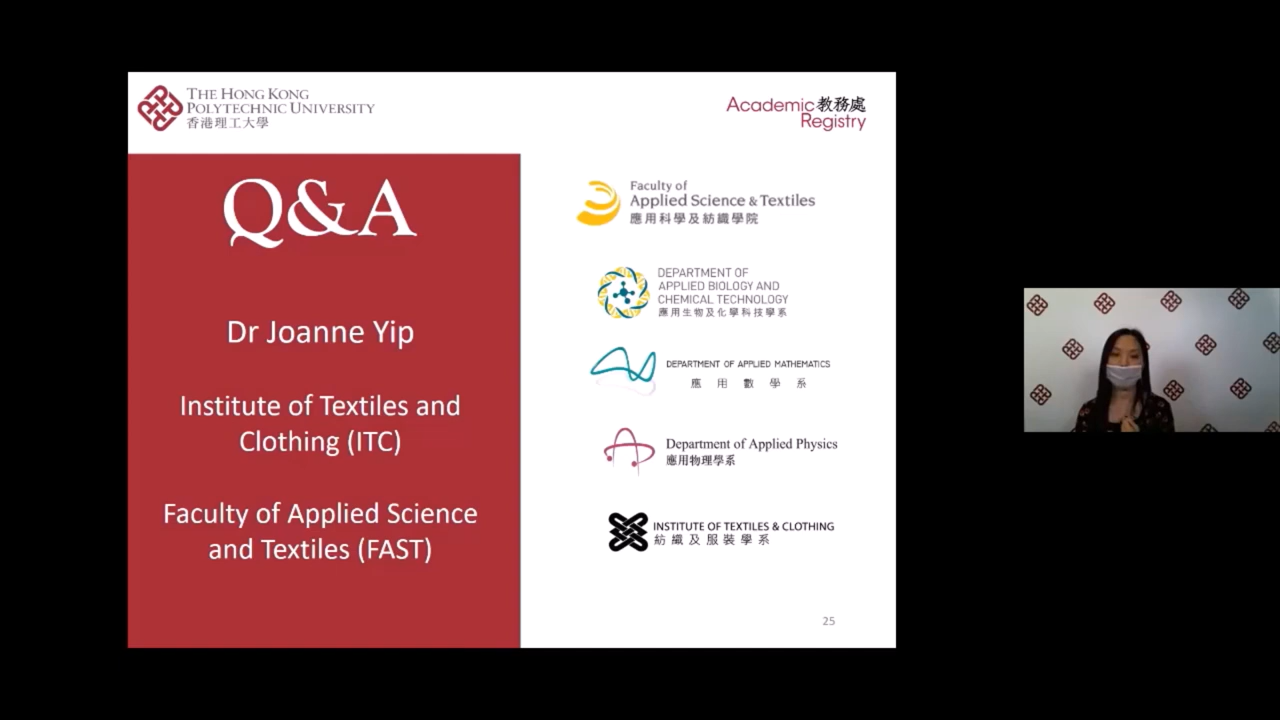 THE HONG KONG
POLYTECHNIC UNIVERSITY
香港理工大學
Academic 教務處
Registry
Q&A
Dr Joanne Yip
Institute of Textiles and
Clothing (ITC)
Faculty of Applied Science
and Textiles (FAST)
Faculty of
Applied Science & Textiles
應用科學及紡織學院
DEPARTMENT OF
APPLIED BIOLOGY AND
CHEMICAL TECHNOLOGY
應用生物及化學科技學系
DEPARTMENT OF APPLIED MATHEMATICS
應用數學系
Department of Applied Physics
應用物理學系
INSTITUTE OF TEXTILES & CLOTHING
紡織及服裝學系
25